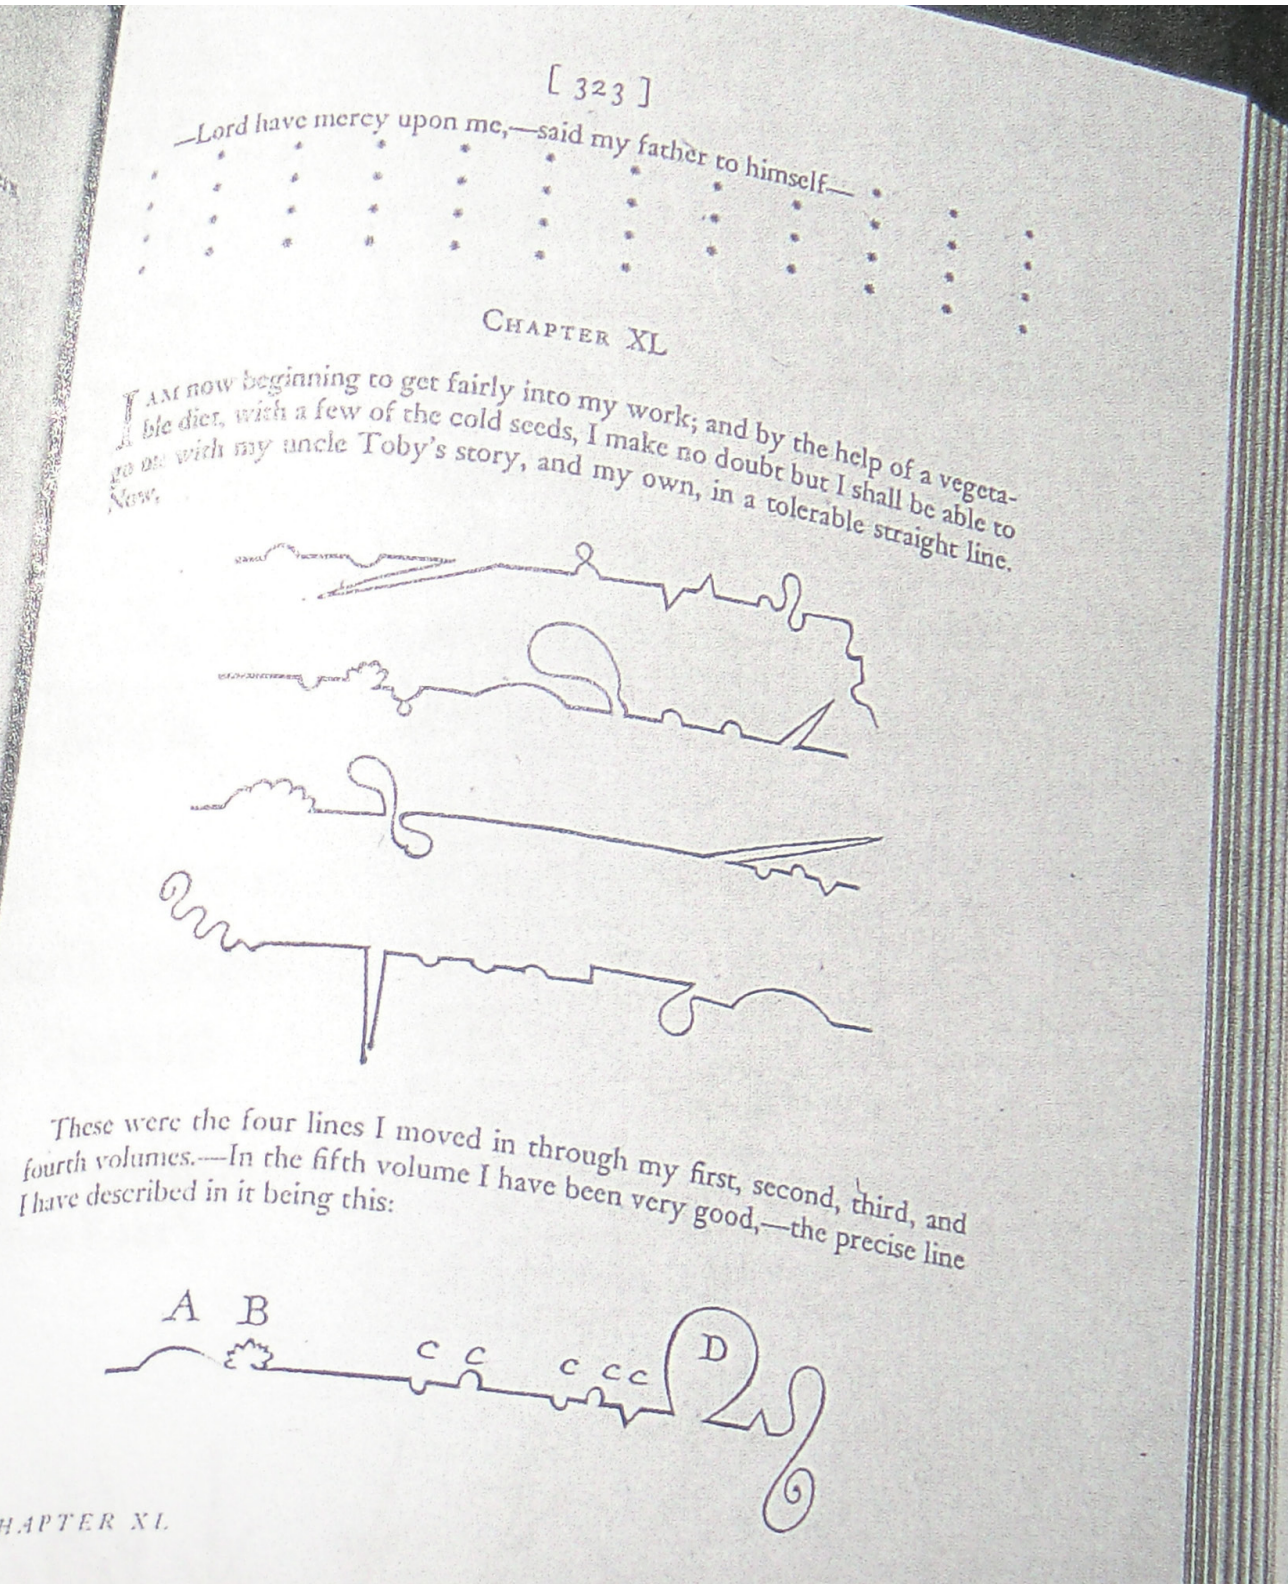 [ 323 ]
—Lord have mercy upon me,—said my father to himself—
* * * * * * * * * * * *
* * * * * * * * * * * *
* * * * * * * * * * * *
* * * * * * * * * * * *
CHAPTER XL
I AM now beginning to get fairly into my work; and by the help of a vegeta-
ble diet, with a few of the cold seeds, I make no doubt but I shall be able to
go on with my uncle Toby's story, and my own, in a tolerable straight line.
Now,
These were the four lines I moved in through my first, second, third, and
fourth volumes.—In the fifth volume I have been very good,—the precise line
I have described in it being this:
A B
C C C C C D
HAPTER XL